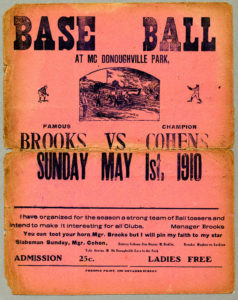 BASE BALL
AT MC DONOUGHVILLE PARK,
FAMOUS CHAMPION
BROOKS VS COHENS
SUNDAY MAY 1st, 1910
I have organized for the season a strong team of Ball tossers and
intend to make it interesting for all Clubs. Manager Brooks
You can toot your horn Mgr. Brooks but I will pin my faith to my star
Slabsman Sunday, Mgr. Cohen.
ADMISSION 25c. LADIES FREE